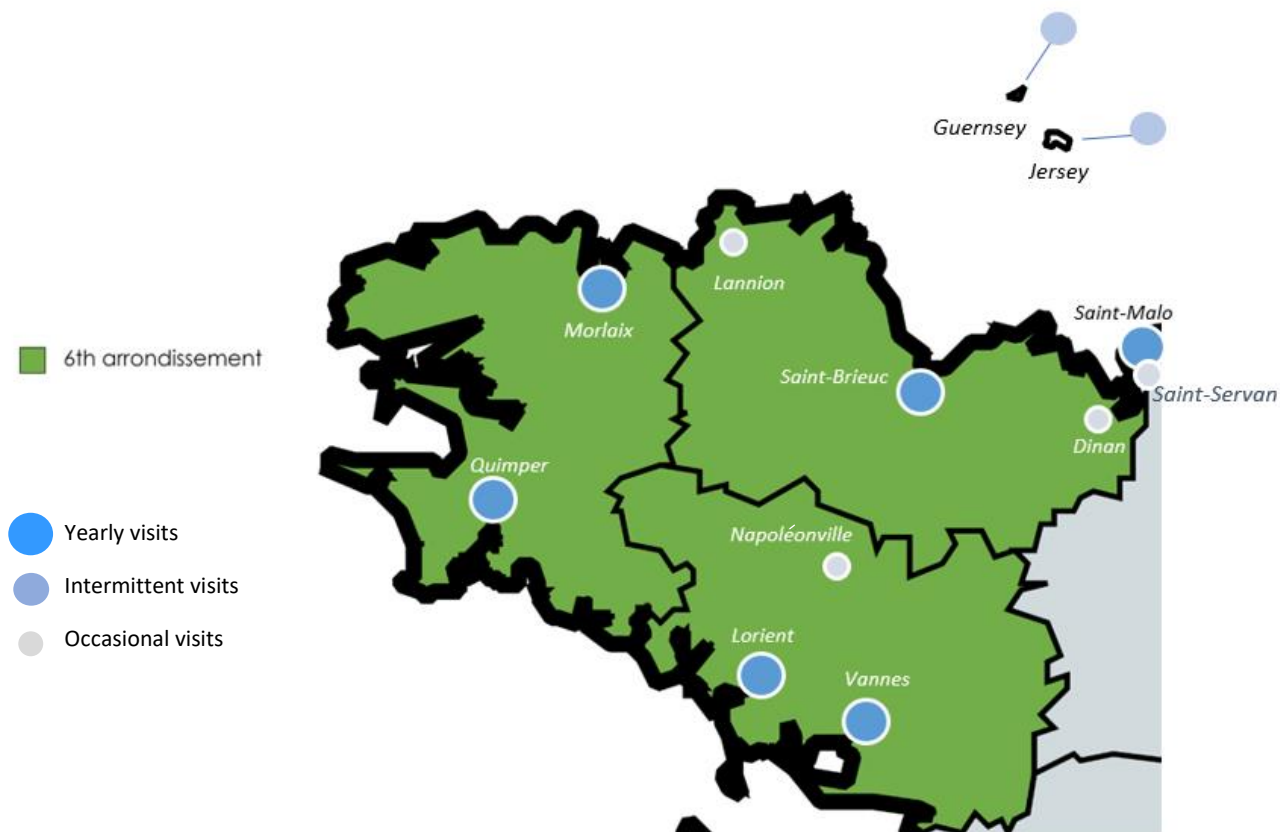 Guernsey
Jersey
Lannion
Morlaix
Saint-Malo
6th arrondissement
Saint-Brieuc
Saint-Servan
Dinan
Quimper
Yearly visits
Napoléonville
Intermittent visits
Occasional visits
Lorient
Vannes